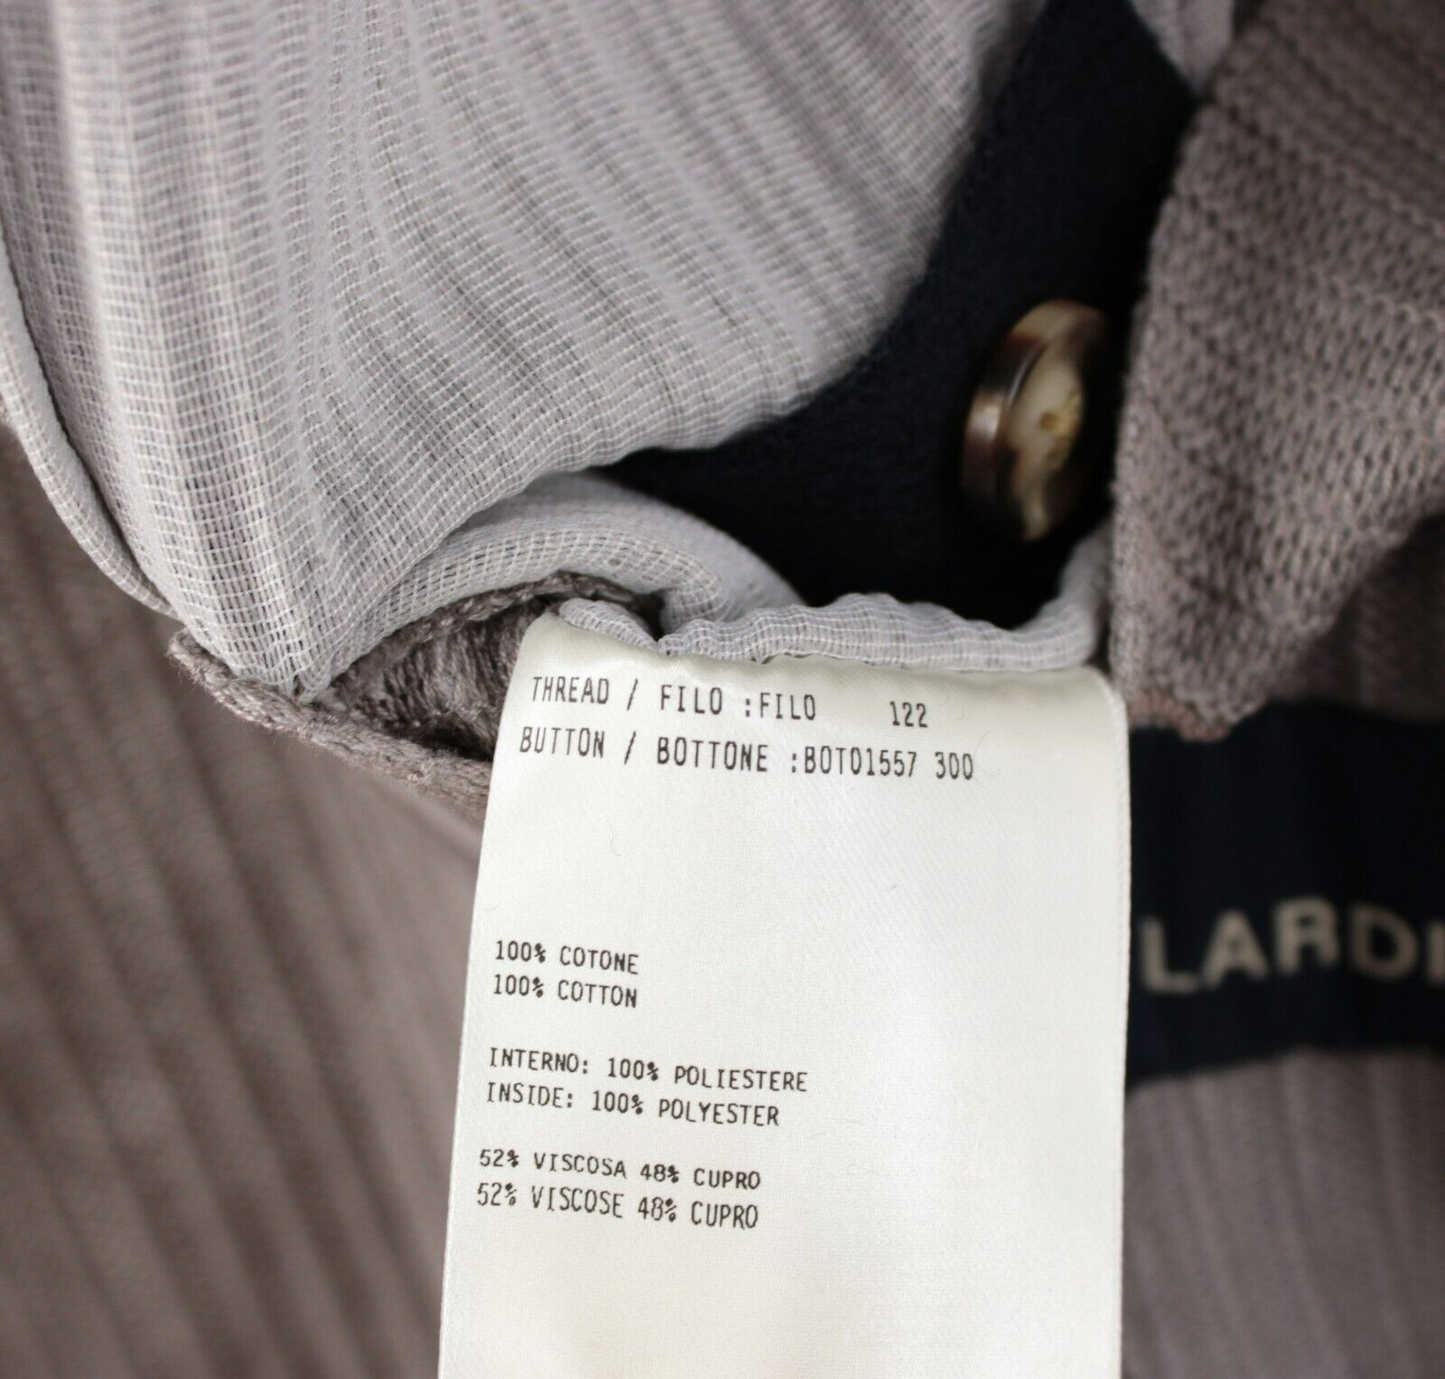 THREAD / FILO :FILO 122
BUTTON / BOTTONE :BOT01557 300
100% COTONE
100% COTTON
INTERNO: 100% POLIESTERE
INSIDE: 100% POLYESTER
52% VISCOSA 48% CUPRO
52% VISCOSE 48% CUPRO
LARDI